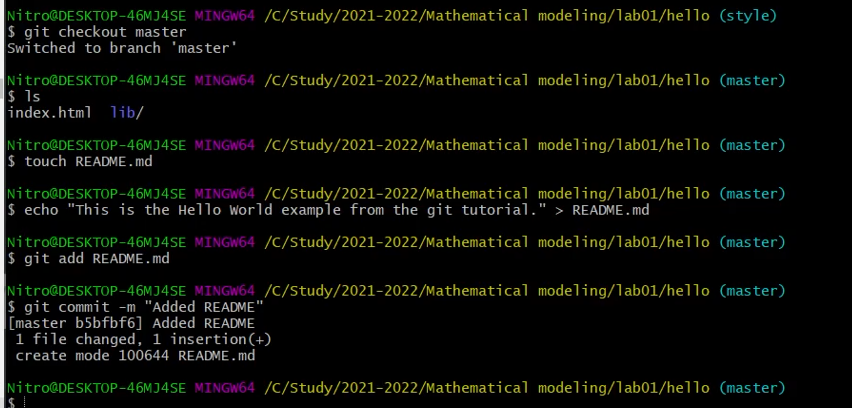 Nitro@DESKTOP-46MJ4SE MINGW64 /C/Study/2021-2022/Mathematical modeling/lab01/hello (style)
$ git checkout master
Switched to branch 'master'
Nitro@DESKTOP-46MJ4SE MINGW64 /C/Study/2021-2022/Mathematical modeling/lab01/hello (master)
$ ls
index.html  lib/
Nitro@DESKTOP-46MJ4SE MINGW64 /C/Study/2021-2022/Mathematical modeling/lab01/hello (master)
$ touch README.md
Nitro@DESKTOP-46MJ4SE MINGW64 /C/Study/2021-2022/Mathematical modeling/lab01/hello (master)
$ echo "This is the Hello World example from the git tutorial." > README.md
Nitro@DESKTOP-46MJ4SE MINGW64 /C/Study/2021-2022/Mathematical modeling/lab01/hello (master)
$ git add README.md
Nitro@DESKTOP-46MJ4SE MINGW64 /C/Study/2021-2022/Mathematical modeling/lab01/hello (master)
$ git commit -m "Added README"
[master b5bfbf6] Added README
 1 file changed, 1 insertion(+)
 create mode 100644 README.md
Nitro@DESKTOP-46MJ4SE MINGW64 /C/Study/2021-2022/Mathematical modeling/lab01/hello (master)
$